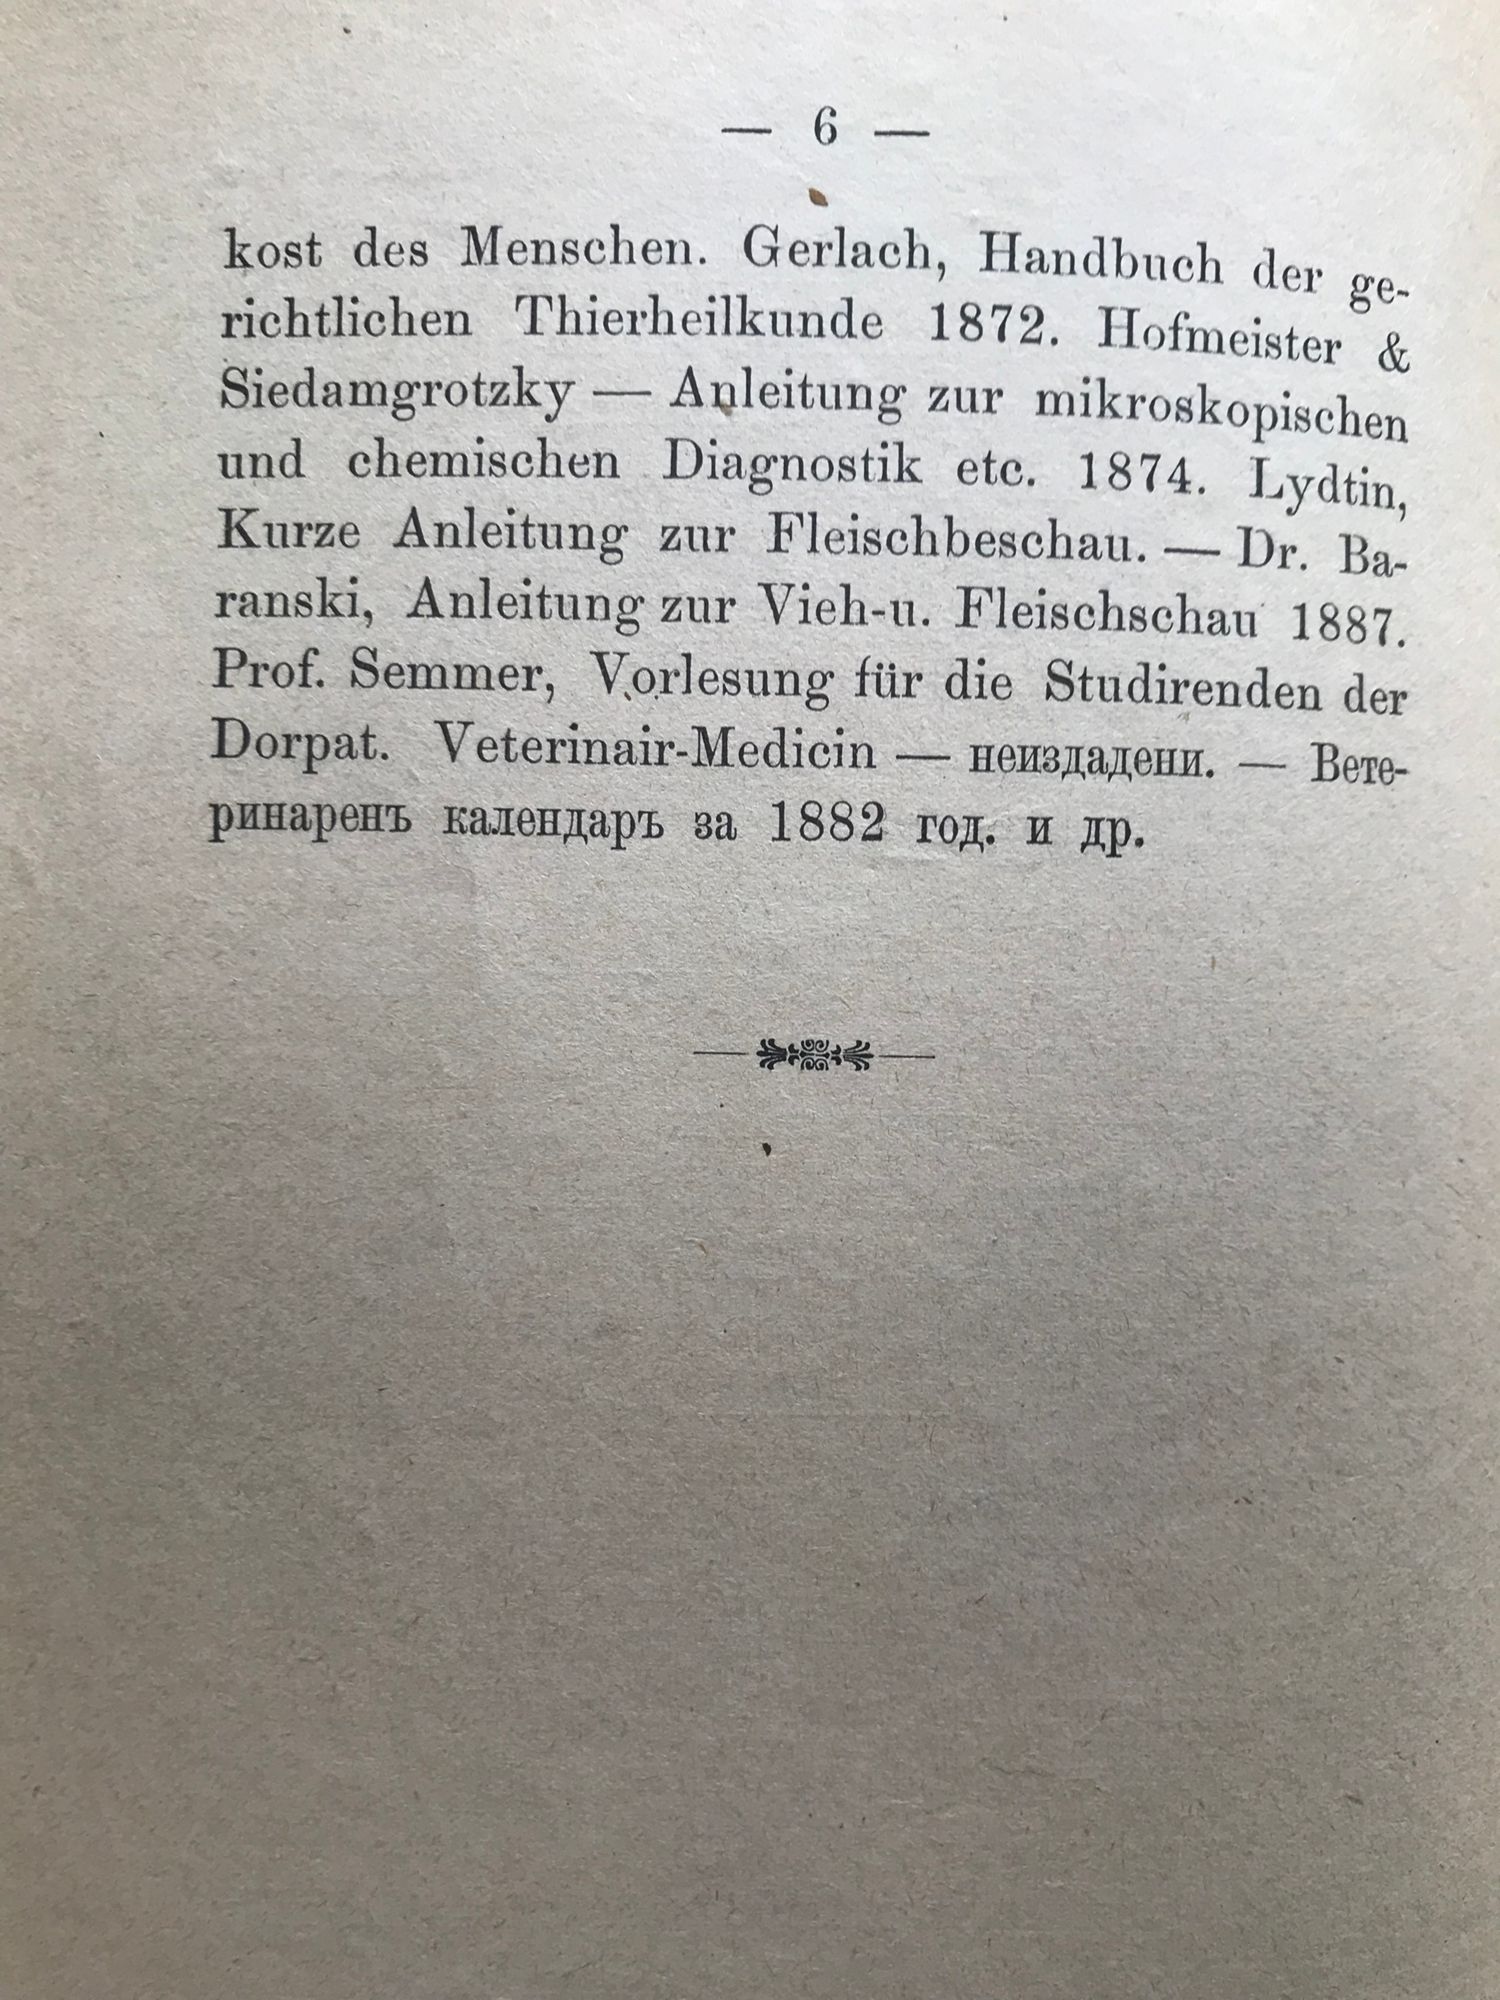 — 6 —
kost des Menschen. Gerlach, Handbuch der ge-
richtlichen Thierheilkunde 1872. Hofmeister &
Siedamgrotzky — Anleitung zur mikroskopischen
und chemischen Diagnostik etc. 1874. Lydtin,
Kurze Anleitung zur Fleischbeschau. — Dr. Ba-
ranski, Anleitung zur Vieh-u. Fleischschau 1887.
Prof. Semmer, Vorlesung für die Studirenden der
Dorpat. Veterinair-Medicin — неиздадени. — Вете-
ринаренъ календаръ за 1882 год. и др.